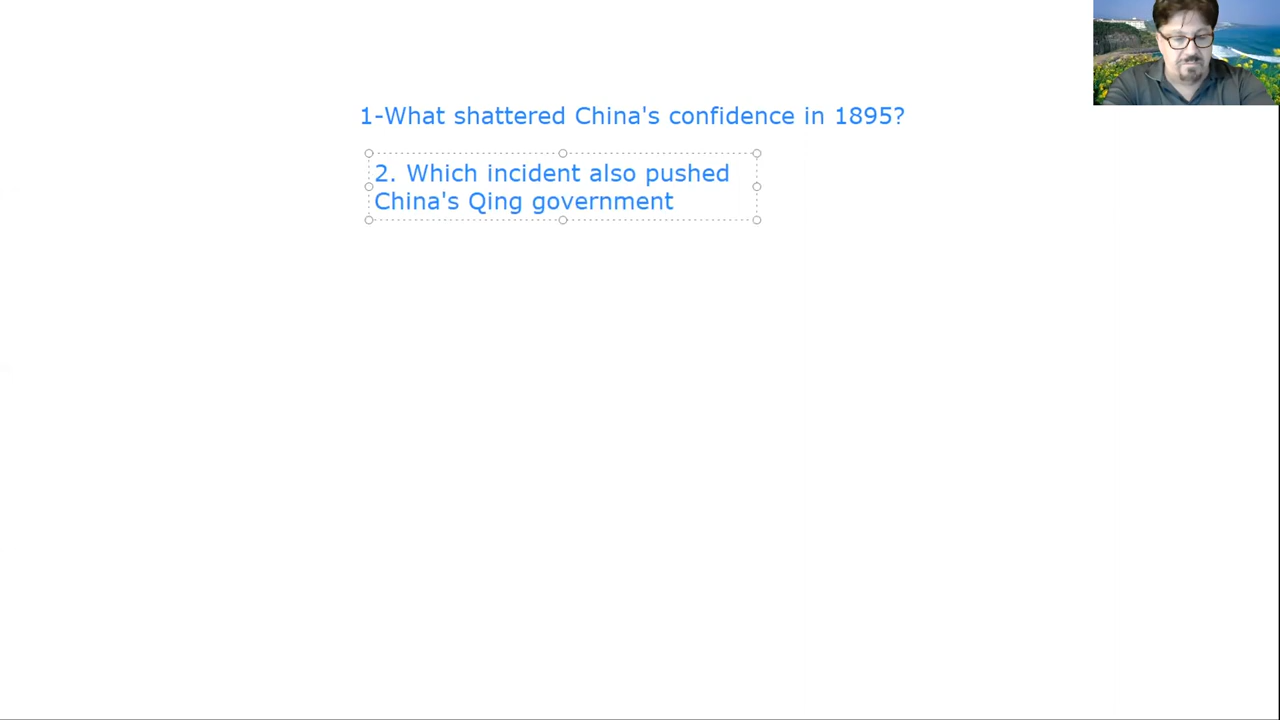 1-What shattered China's confidence in 1895?
2. Which incident also pushed
China's Qing government